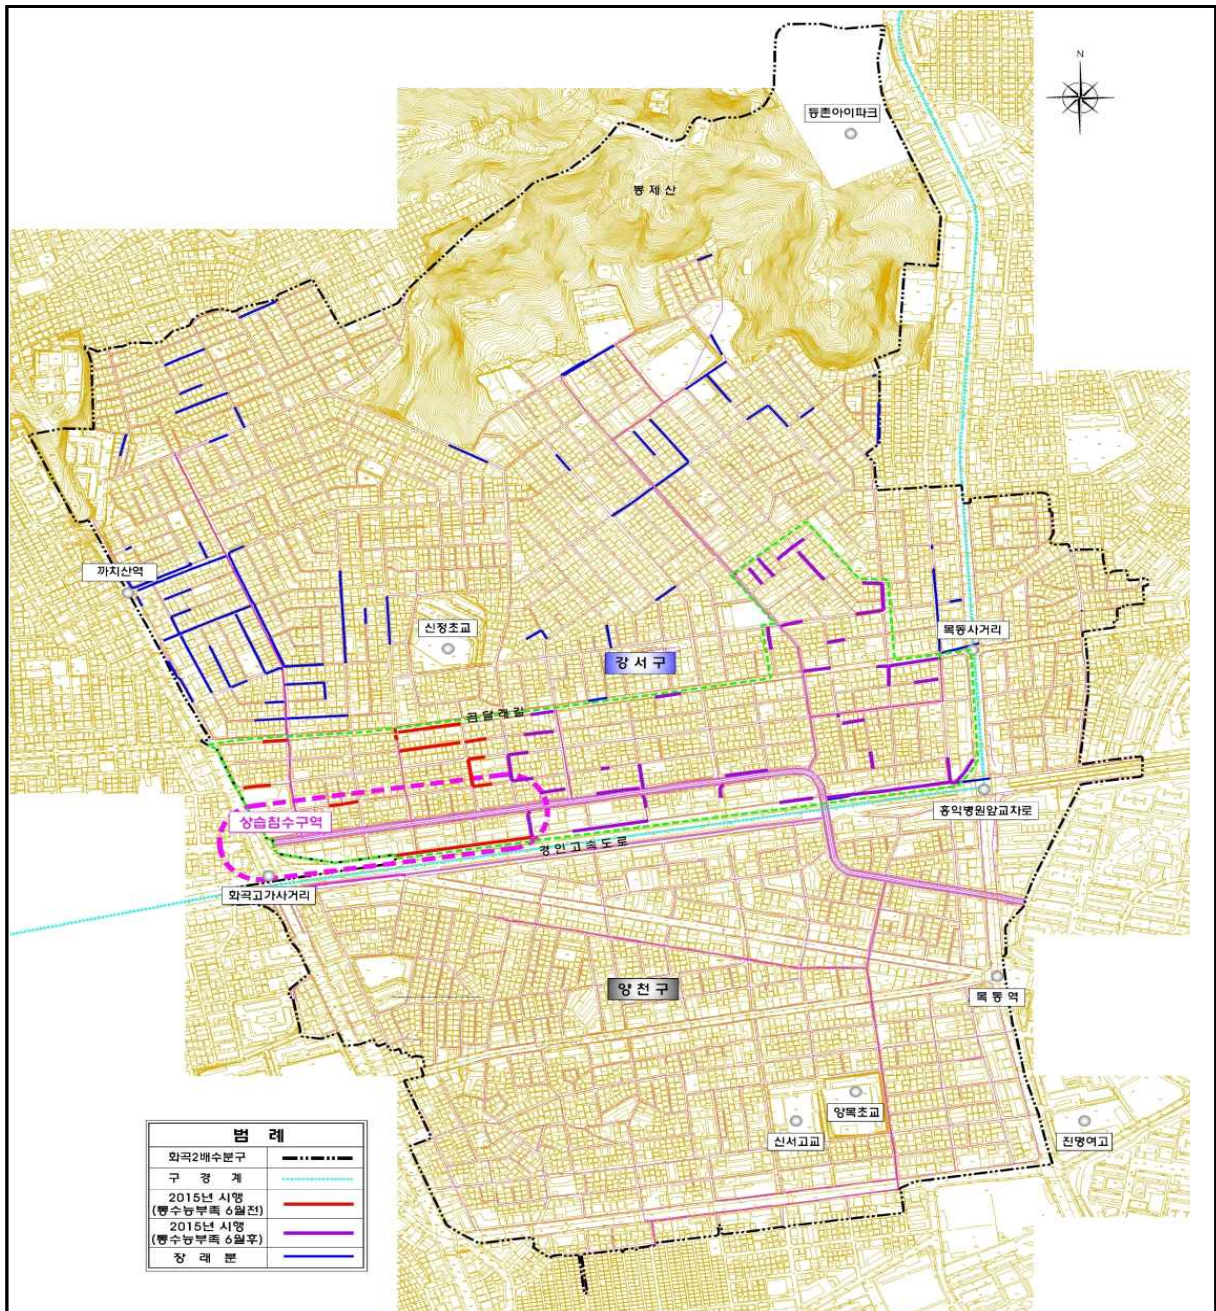 N
등촌아이파크
봉제산
까치산역
신정초교
목동사거리
강서구
곰달래길
상습침수구역
홍익병원앞교차로
경인고속도로
화곡고가사거리
양천구
목동역
양목초교
신서고교
진명여고
범 례
화곡2배수분구
구 경 계
2015년 시행
(통수능부족 6월전)
2015년 시행
(통수능부족 6월후)
장 래 분